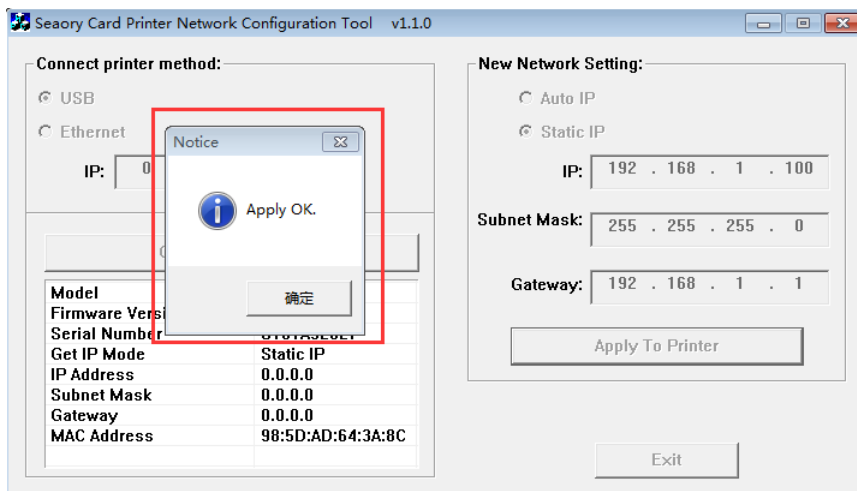 Seaory Card Printer Network Configuration Tool v1.1.0
Connect printer method:
USB
Ethernet
IP: 0
Notice
Apply OK.
确定
Model
Firmware Versi
Serial Number
Get IP Mode Static IP
IP Address 0.0.0.0
Subnet Mask 0.0.0.0
Gateway 0.0.0.0
MAC Address 98:5D:AD:64:3A:8C
New Network Setting:
Auto IP
Static IP
IP: 192 . 168 . 1 . 100
Subnet Mask: 255 . 255 . 255 . 0
Gateway: 192 . 168 . 1 . 1
Apply To Printer
Exit